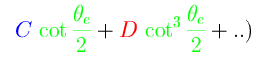 C cot θ_e/2 + D cot³ θ_e/2 + ..)